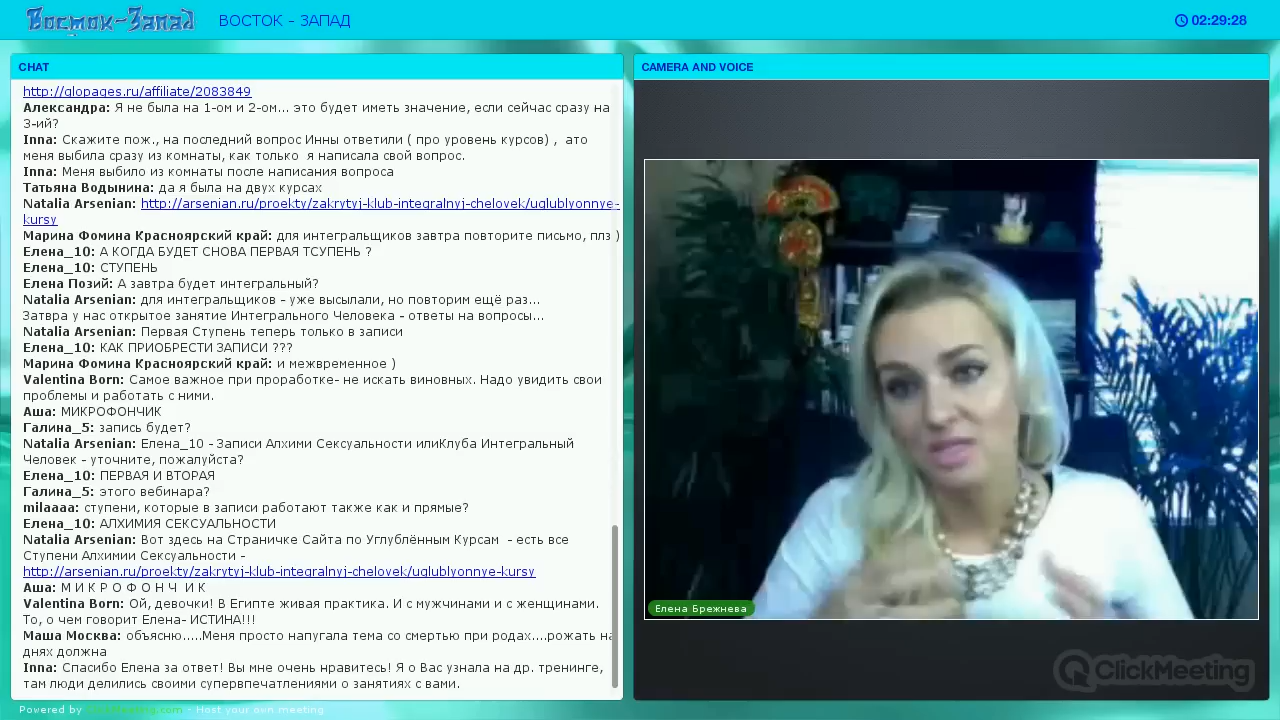 Восток-Запад ВОСТОК - ЗАПАД 02:29:28
CHAT
http://glopages.ru/affiliate/2083849
Александра: Я не была на 1-ом и 2-ом... это будет иметь значение, если сейчас сразу на
3-ий?
Inna: Скажите пож., на последний вопрос Инны ответили ( про уровень курсов) , ато
меня выбила сразу из комнаты, как только я написала свой вопрос.
Inna: Меня выбило из комнаты после написания вопроса
Татьяна Водынина: да я была на двух курсах
Natalia Arsenian: http://arsenian.ru/proekty/zakrytyj-klub-integralnyj-chelovek/uglublyonnye-
kursy
Марина Фомина Красноярский край: для интегральщиков завтра повторите письмо, плз )
Елена_10: А КОГДА БУДЕТ СНОВА ПЕРВАЯ ТСУПЕНЬ ?
Елена_10: СТУПЕНЬ
Елена Позий: А завтра будет интегральный?
Natalia Arsenian: для интегральщиков - уже высылали, но повторим ещё раз...
Затвра у нас открытое занятие Интегрального Человека - ответы на вопросы...
Natalia Arsenian: Первая Ступень теперь только в записи
Елена_10: КАК ПРИОБРЕСТИ ЗАПИСИ ???
Марина Фомина Красноярский край: и межвременное )
Valentina Born: Самое важное при проработке- не искать виновных. Надо увидить свои
проблемы и работать с ними.
Аша: МИКРОФОНЧИК
Галина_5: запись будет?
Natalia Arsenian: Елена_10 - Записи Алхими Сексуальности илиКлуба Интегральный
Человек - уточните, пожалуйста?
Елена_10: ПЕРВАЯ И ВТОРАЯ
Галина_5: этого вебинара?
milaaaa: ступени, которые в записи работают также как и прямые?
Елена_10: АЛХИМИЯ СЕКСУАЛЬНОСТИ
Natalia Arsenian: Вот здесь на Страничке Сайта по Углублённым Курсам - есть все
Ступени Алхимии Сексуальности -
http://arsenian.ru/proekty/zakrytyj-klub-integralnyj-chelovek/uglublyonnye-kursy
Аша: М И К Р О Ф О Н Ч И К
Valentina Born: Ой, девочки! В Египте живая практика. И с мужчинами и с женщинами.
То, о чем говорит Елена- ИСТИНА!!!
Маша Москва: объясню.....Меня просто напугала тема со смертью при родах....рожать на
днях должна
Inna: Спасибо Елена за ответ! Вы мне очень нравитесь! Я о Вас узнала на др. тренинге,
там люди делились своими супервпечатлениями о занятиях с вами.
Powered by ClickMeeting.com - Host your own meeting
CAMERA AND VOICE
Елена Брежнева
ClickMeeting